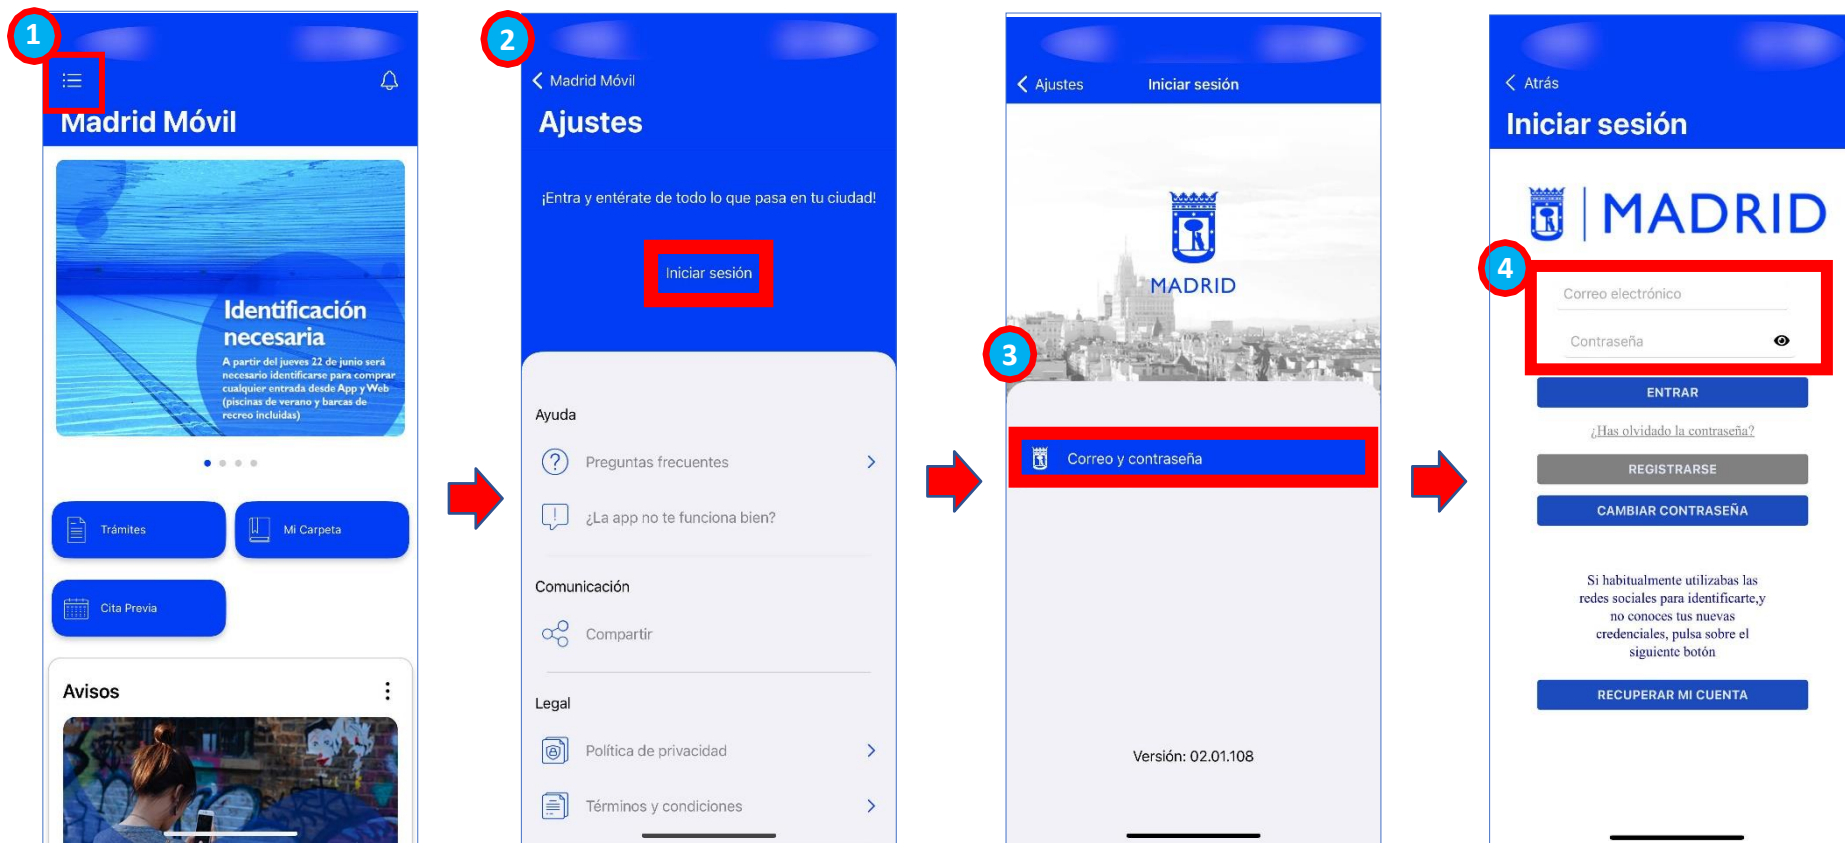 1
Madrid Móvil
Identificación
necesaria
A partir del jueves 22 de junio será
necesario identificarse para comprar
cualquier entrada desde App y Web
(piscinas de verano y barcas de
recreo incluidas)
Trámites
Mi Carpeta
Cita Previa
Avisos
2
Madrid Móvil
Ajustes
¡Entra y entérate de todo lo que pasa en tu ciudad!
Iniciar sesión
Ayuda
Preguntas frecuentes
¿La app no te funciona bien?
Comunicación
Compartir
Legal
Política de privacidad
Términos y condiciones
Ajustes
Iniciar sesión
MADRID
3
Correo y contraseña
Versión: 02.01.108
Atrás
Iniciar sesión
MADRID
4
Correo electrónico
Contraseña
ENTRAR
¿Has olvidado la contraseña?
REGISTRARSE
CAMBIAR CONTRASEÑA
Si habitualmente utilizabas las
redes sociales para identificarte,y
no conoces tus nuevas
credenciales, pulsa sobre el
siguiente botón
RECUPERAR MI CUENTA